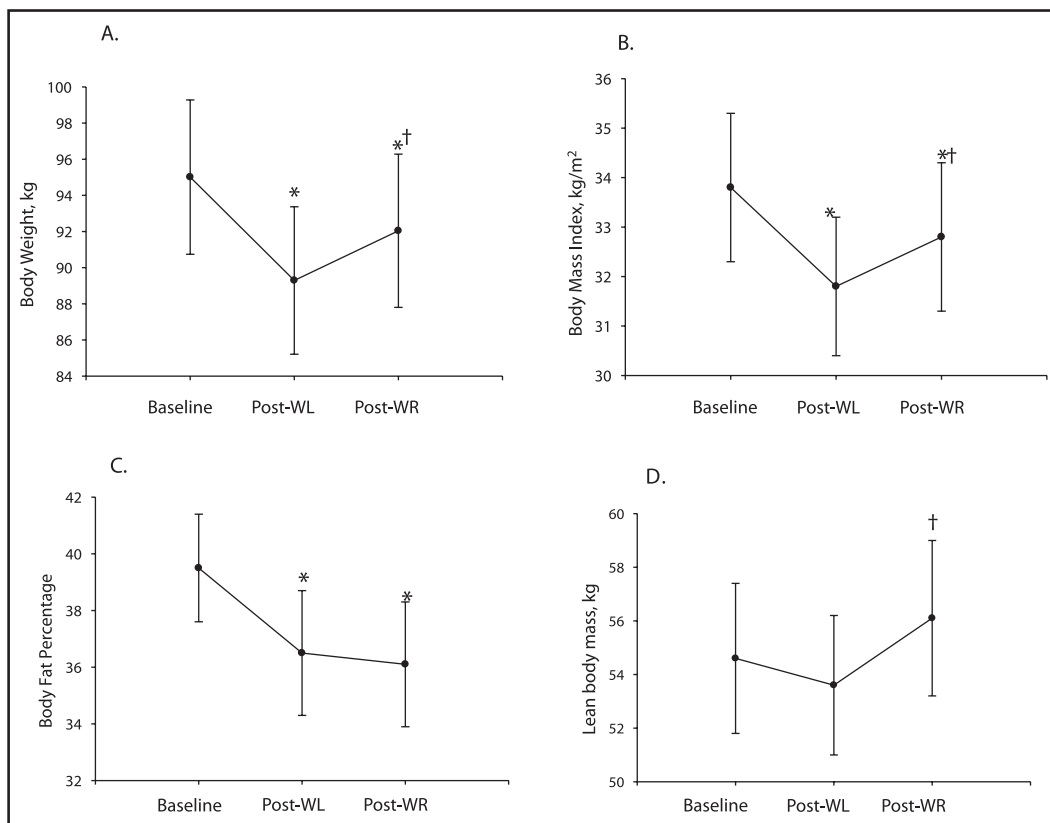 A.
Body Weight, kg
100
98
96
94
92
90
88
86
84
*
*†
Baseline Post-WL Post-WR
B.
Body Mass Index, kg/m²
36
35
34
33
32
31
30
*
*†
Baseline Post-WL Post-WR
C.
Body Fat Percentage
42
40
38
36
34
32
*
*
Baseline Post-WL Post-WR
D.
Lean body mass, kg
60
58
56
54
52
50
†
Baseline Post-WL Post-WR